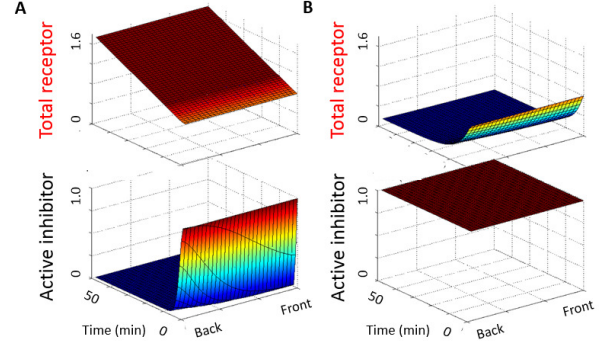 A
B
Total receptor
1.6
0
Total receptor
1.6
0
Active inhibitor
1.0
0
50
Time (min)
0
Back
Front
Active inhibitor
1.0
0
50
Time (min)
0
Back
Front